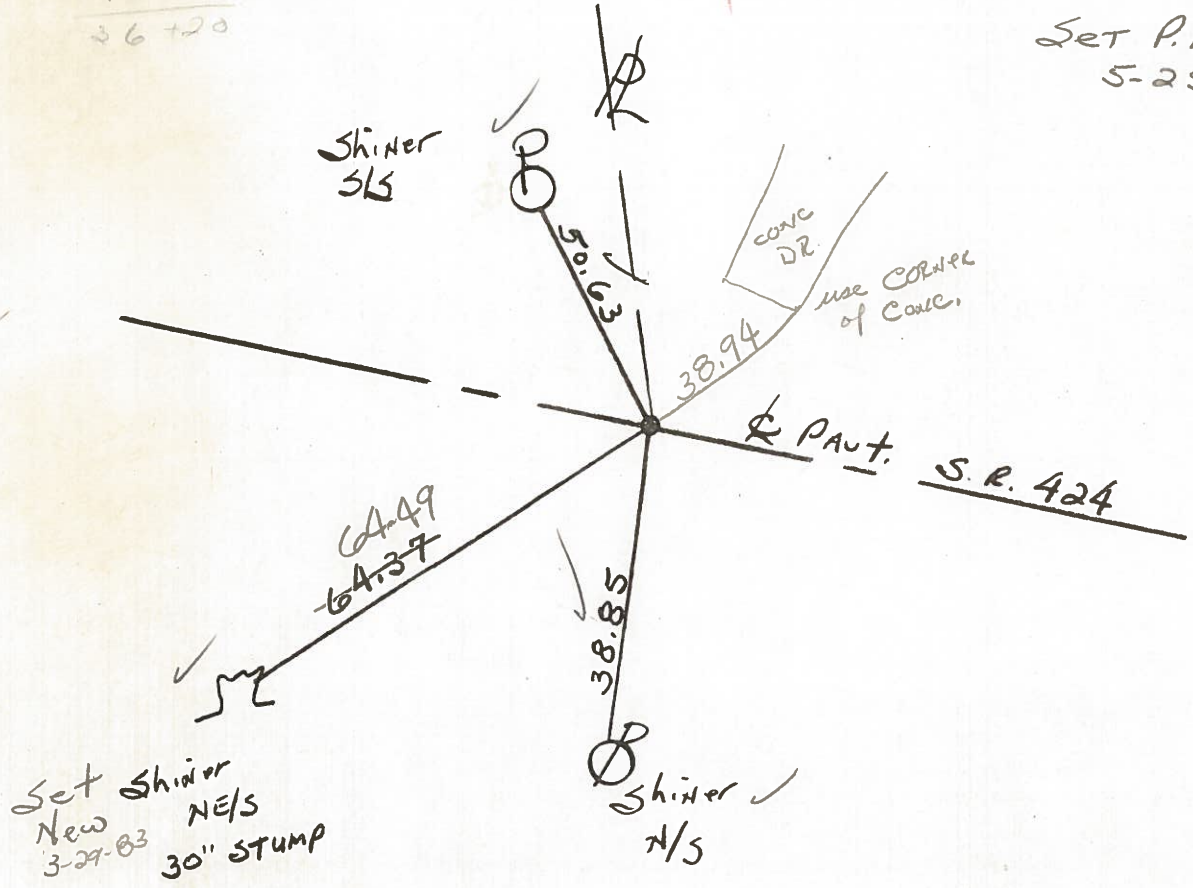 36+20
Set P.
5-2
Shiner
S/S
50.63
CONC
DR.
use CORNER
of CONC.
38.94
℄ PAvt.
S.R. 424
64.49
64.37
38.85
Set Shiner
New NE/S
3-29-83 30" STUMP
Shiner
N/S